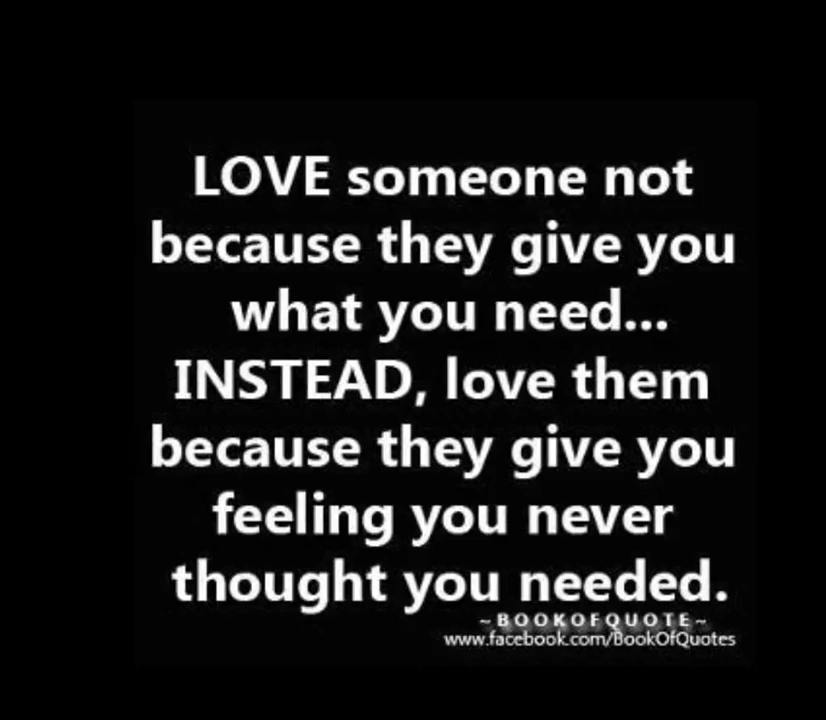 LOVE someone not
because they give you
what you need...
INSTEAD, love them
because they give you
feeling you never
thought you needed.
~BOOKOFQUOTE~
www.facebook.com/BookOfQuotes